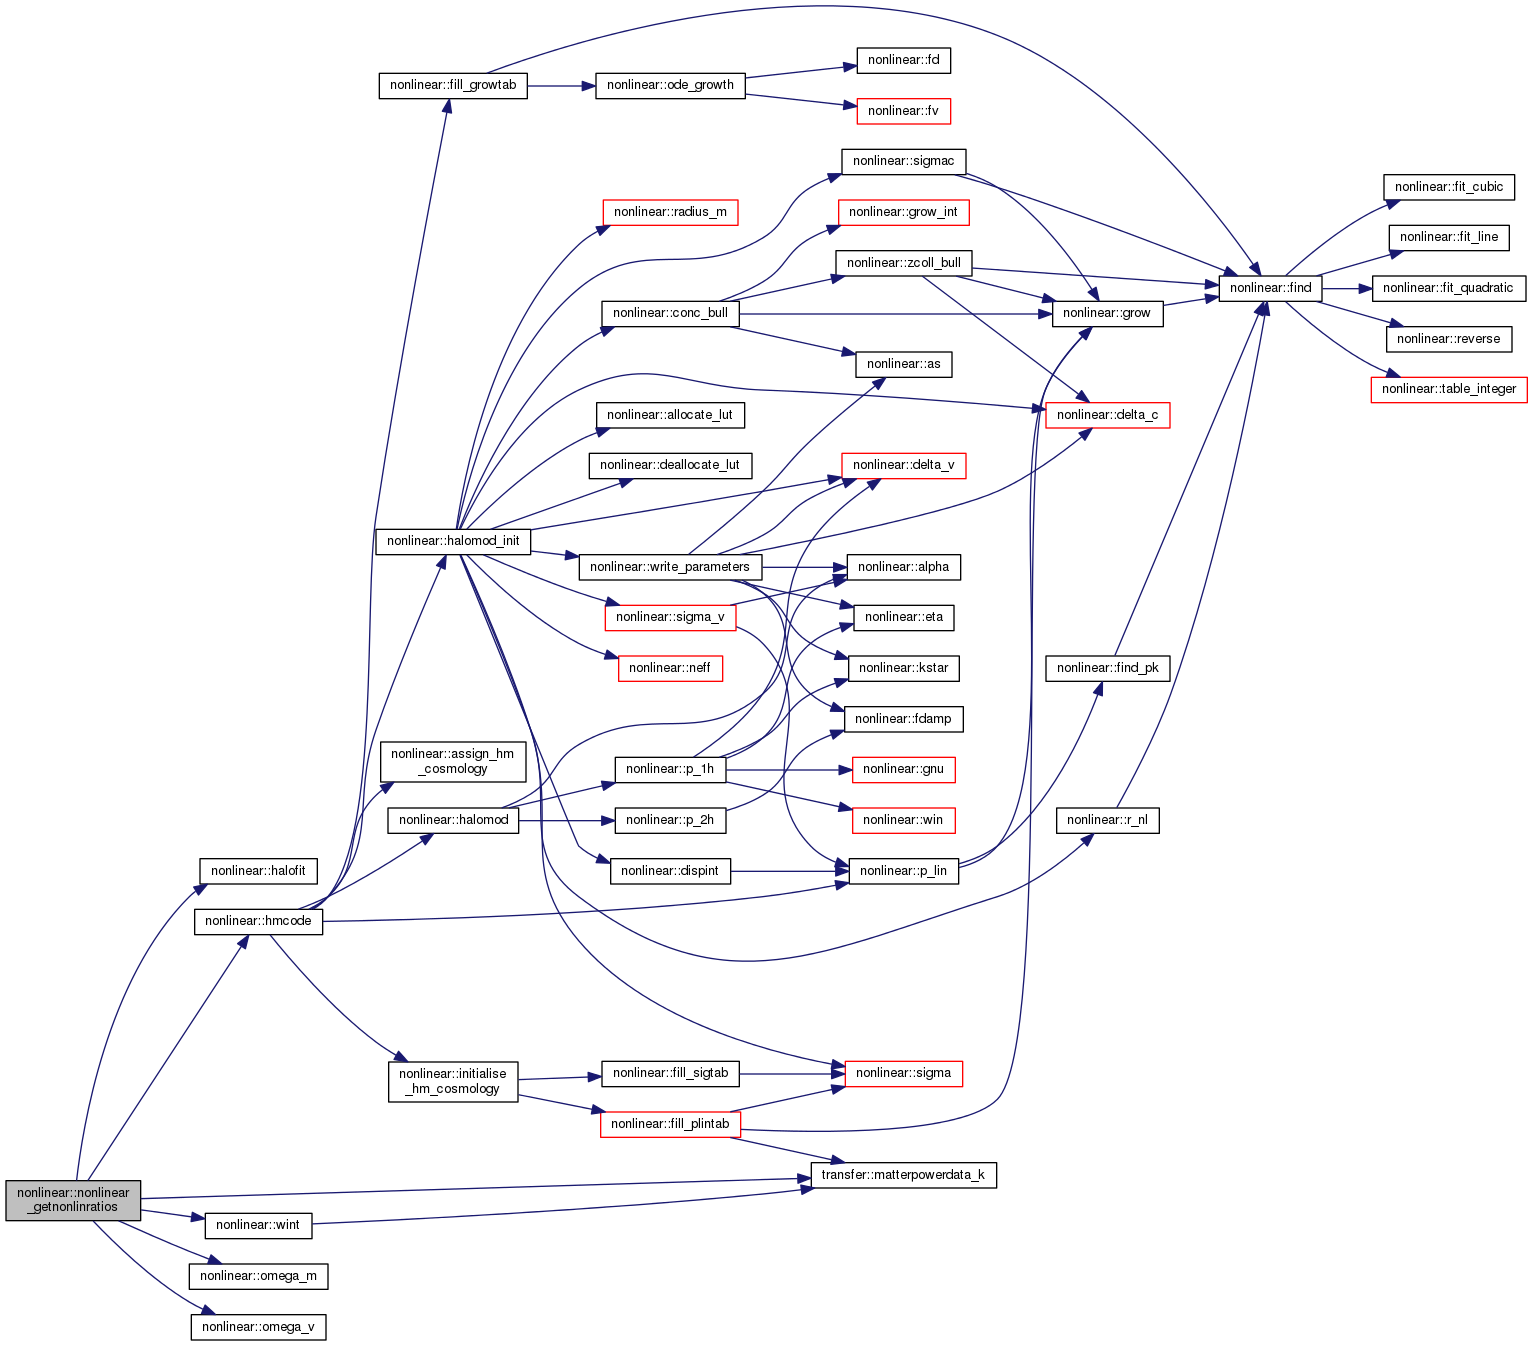 nonlinear::fd
nonlinear::fill_growtab
nonlinear::ode_growth
nonlinear::fv
nonlinear::sigmac
nonlinear::fit_cubic
nonlinear::radius_m
nonlinear::grow_int
nonlinear::fit_line
nonlinear::zcoll_bull
nonlinear::find
nonlinear::fit_quadratic
nonlinear::conc_bull
nonlinear::grow
nonlinear::reverse
nonlinear::as
nonlinear::table_integer
nonlinear::allocate_lut
nonlinear::delta_c
nonlinear::deallocate_lut
nonlinear::delta_v
nonlinear::halomod_init
nonlinear::write_parameters
nonlinear::alpha
nonlinear::sigma_v
nonlinear::eta
nonlinear::neff
nonlinear::kstar
nonlinear::find_pk
nonlinear::fdamp
nonlinear::assign_hm
_cosmology
nonlinear::p_1h
nonlinear::gnu
nonlinear::halomod
nonlinear::p_2h
nonlinear::win
nonlinear::r_nl
nonlinear::halofit
nonlinear::dispint
nonlinear::p_lin
nonlinear::hmcode
nonlinear::initialise
_hm_cosmology
nonlinear::fill_sigtab
nonlinear::sigma
nonlinear::fill_plintab
transfer::matterpowerdata_k
nonlinear::nonlinear
_getnonlinratios
nonlinear::wint
nonlinear::omega_m
nonlinear::omega_v